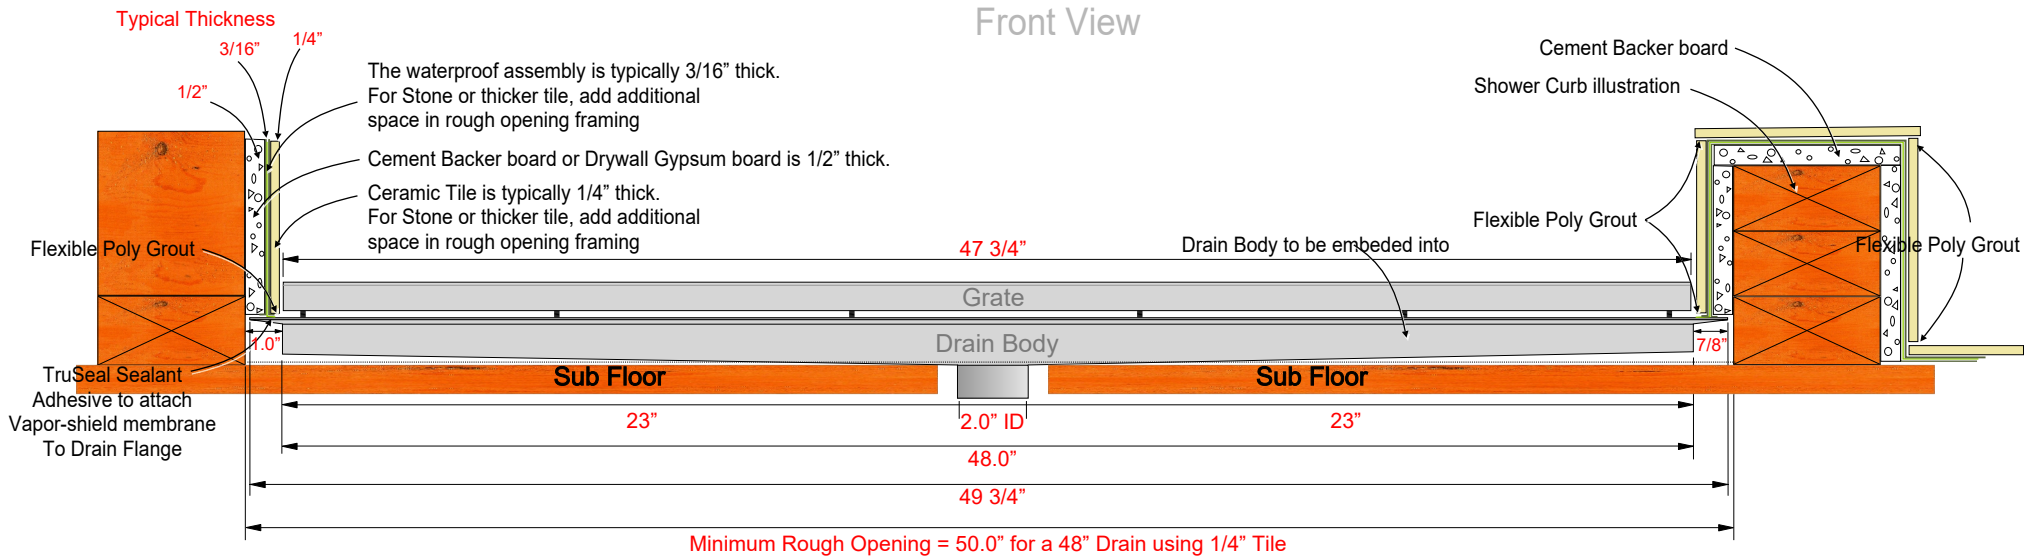 Front View
Typical Thickness
3/16”
1/4”
1/2”
The waterproof assembly is typically 3/16” thick.
For Stone or thicker tile, add additional
space in rough opening framing
Cement Backer board or Drywall Gypsum board is 1/2” thick.
Ceramic Tile is typically 1/4” thick.
For Stone or thicker tile, add additional
space in rough opening framing
Cement Backer board
Shower Curb illustration
Flexible Poly Grout
Flexible Poly Grout
Flexible Poly Grout
Drain Body to be embeded into
47 3/4”
Grate
Drain Body
1.0”
7/8”
Sub Floor
Sub Floor
TruSeal Sealant
Adhesive to attach
Vapor-shield membrane
To Drain Flange
23”
2.0” ID
23”
48.0”
49 3/4”
Minimum Rough Opening = 50.0” for a 48” Drain using 1/4” Tile